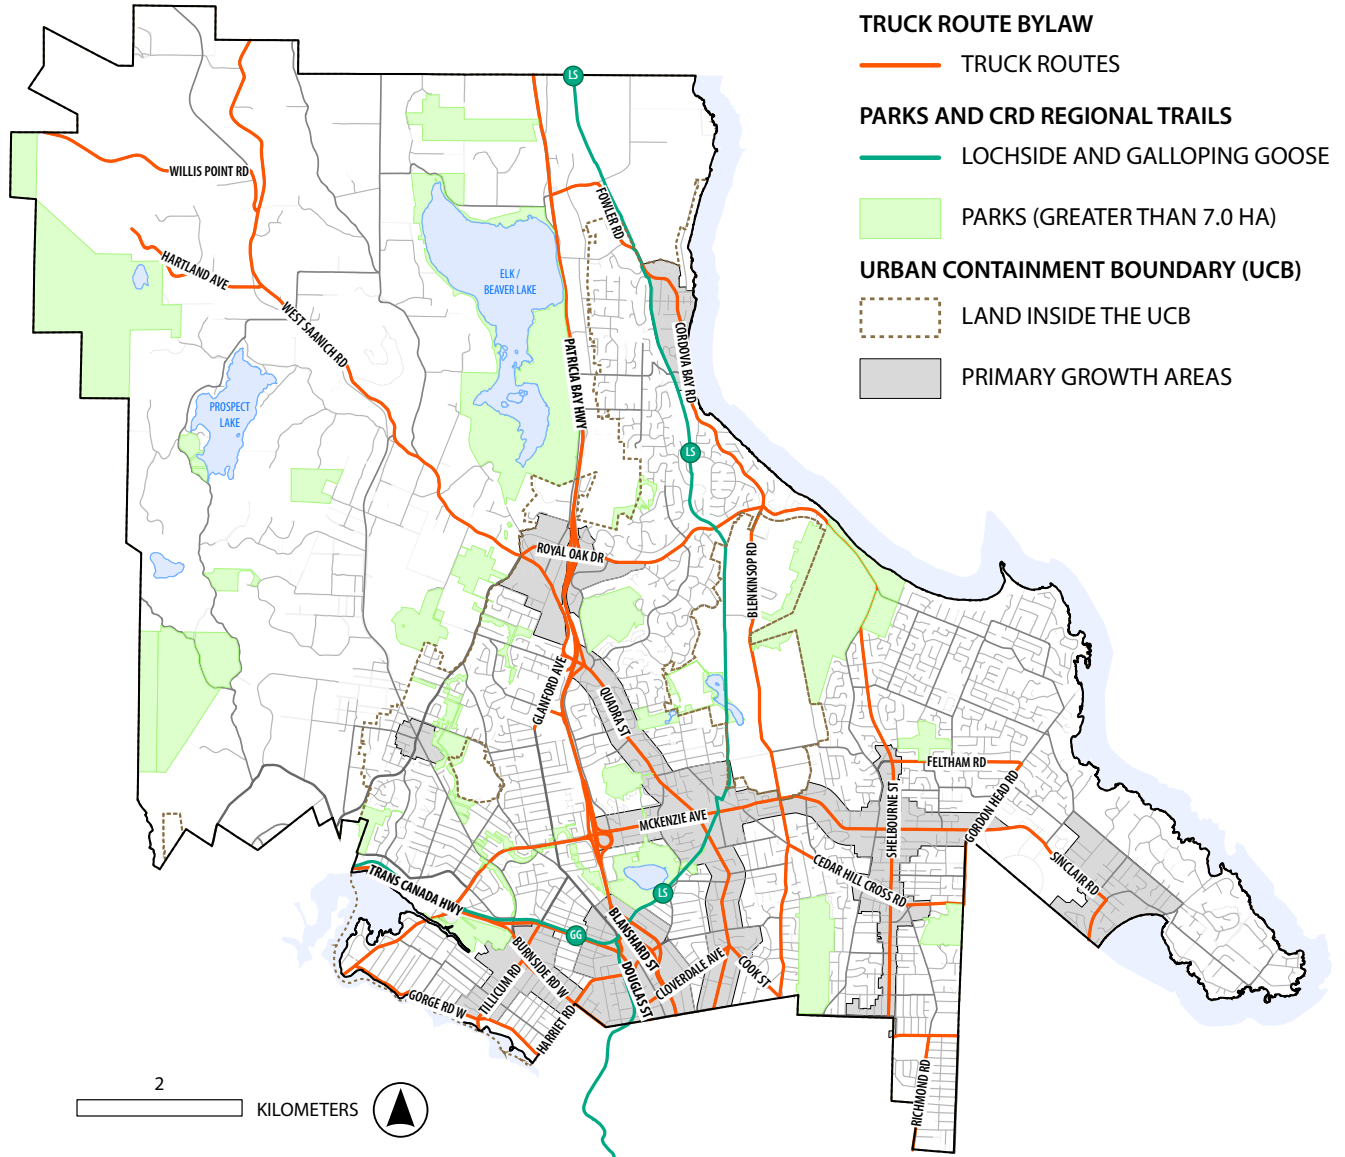 TRUCK ROUTE BYLAW
TRUCK ROUTES
PARKS AND CRD REGIONAL TRAILS
LOCHSIDE AND GALLOPING GOOSE
PARKS (GREATER THAN 7.0 HA)
URBAN CONTAINMENT BOUNDARY (UCB)
LAND INSIDE THE UCB
PRIMARY GROWTH AREAS
LS
WILLIS POINT RD
FOWLER RD
HARTLAND AVE
ELK /
BEAVER LAKE
WEST SAANICH RD
PATRICIA BAY HWY
CORDOVA BAY RD
PROSPECT
LAKE
LS
ROYAL OAK DR
BLENKINSOP RD
GLANFORD AVE
QUADRA ST
FELTHAM RD
SHELBOURNE ST
GORDON HEAD RD
MCKENZIE AVE
CEDAR HILL CROSS RD
SINCLAIR RD
TRANS CANADA HWY
LS
BLANSHARD ST
GG
BURNSIDE RD W
TILLICUM RD
DOUGLAS ST
CLOVERDALE AVE
COOK ST
GORGE RD W
HARRIET RD
RICHMOND RD
2
KILOMETERS